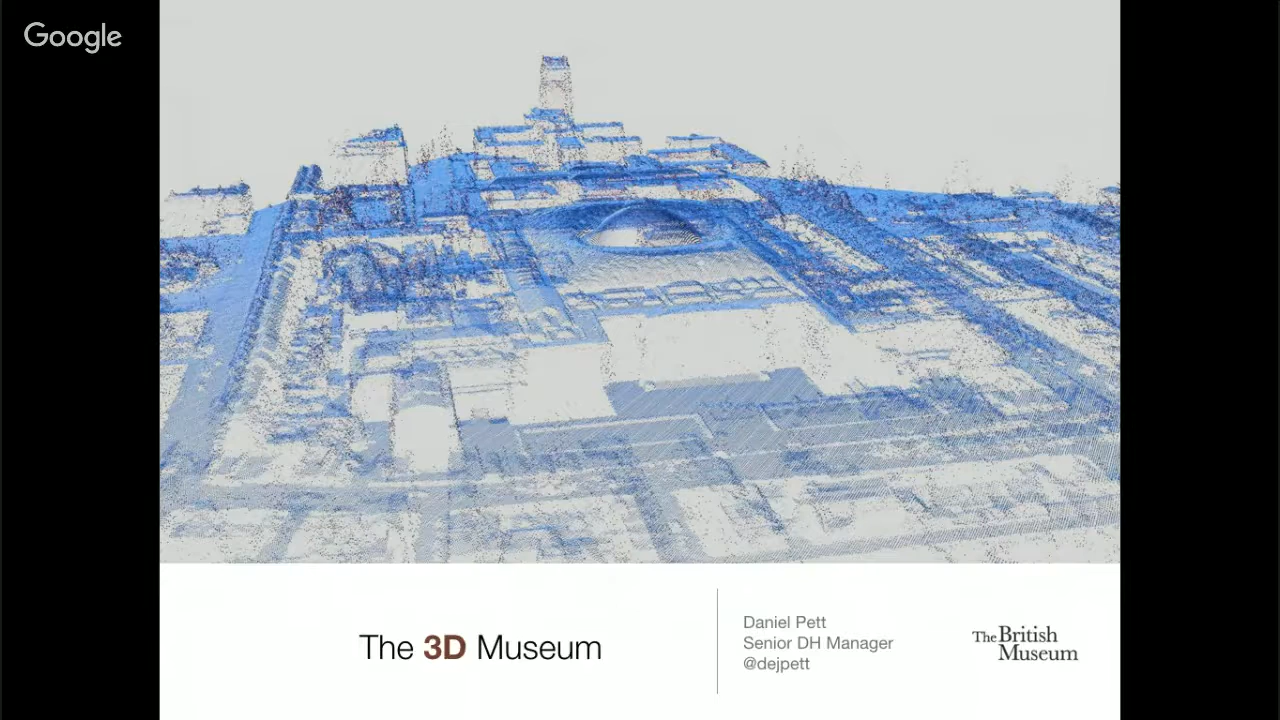 Google
The 3D Museum
Daniel Pett
Senior DH Manager
@dejpett
The British
Museum